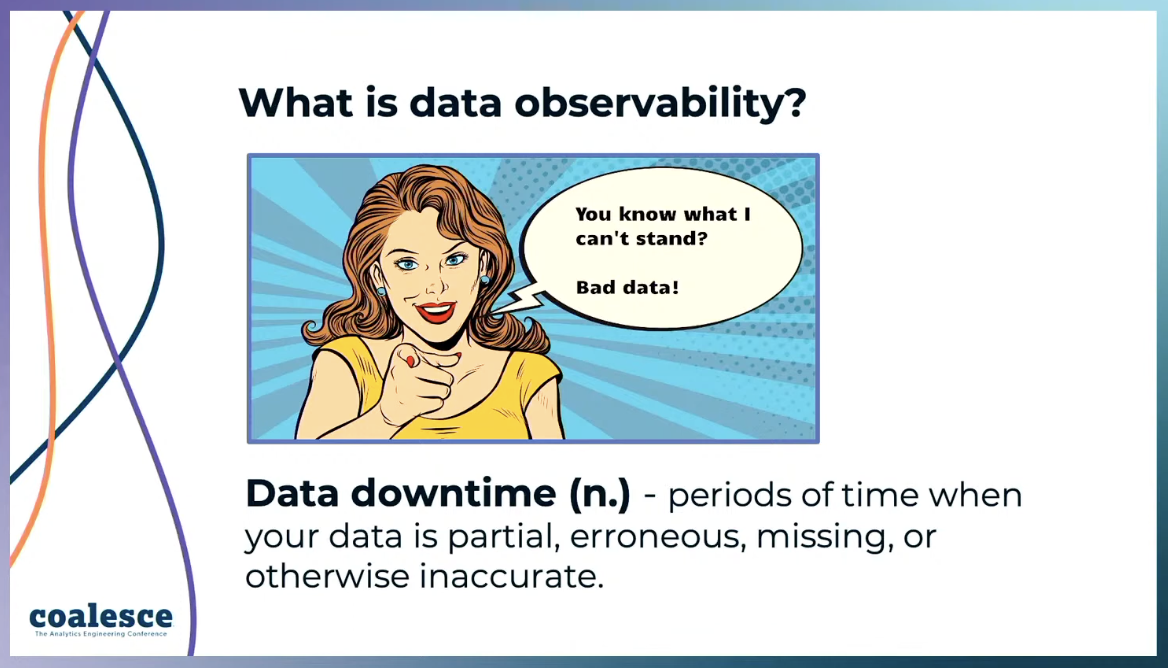 What is data observability?
You know what I
can't stand?
Bad data!
Data downtime (n.) - periods of time when
your data is partial, erroneous, missing, or
otherwise inaccurate.
coalesce
The Analytics Engineering Conference